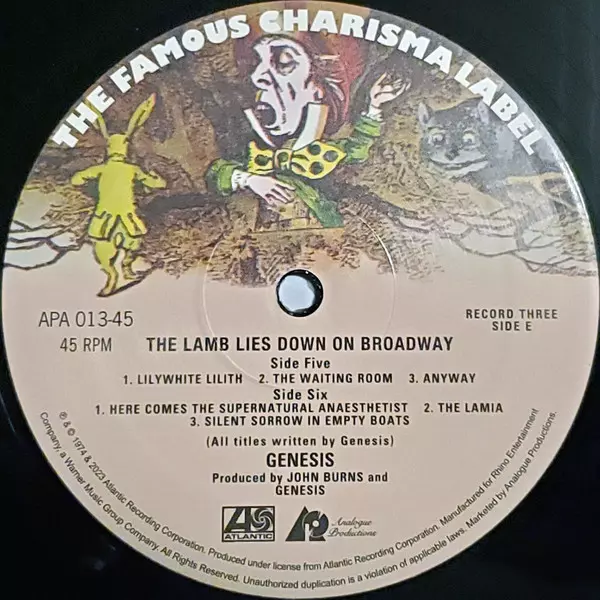 THE FAMOUS CHARISMA LABEL
APA 013-45
45 RPM
RECORD THREE
SIDE E
THE LAMB LIES DOWN ON BROADWAY
Side Five
1. LILYWHITE LILITH 2. THE WAITING ROOM 3. ANYWAY
Side Six
1. HERE COMES THE SUPERNATURAL ANAESTHETIST 2. THE LAMIA
3. SILENT SORROW IN EMPTY BOATS
(All titles written by Genesis)
GENESIS
Produced by JOHN BURNS and
GENESIS
ATLANTIC
AP Analogue
Productions
℗ & © 1974 & 2023 Atlantic Recording Corporation. Produced under license from Atlantic Recording Corporation. Manufactured for Rhino Entertainment
Company, a Warner Music Group Company. All Rights Reserved. Unauthorized duplication is a violation of applicable laws. Marketed by Analogue Productions.